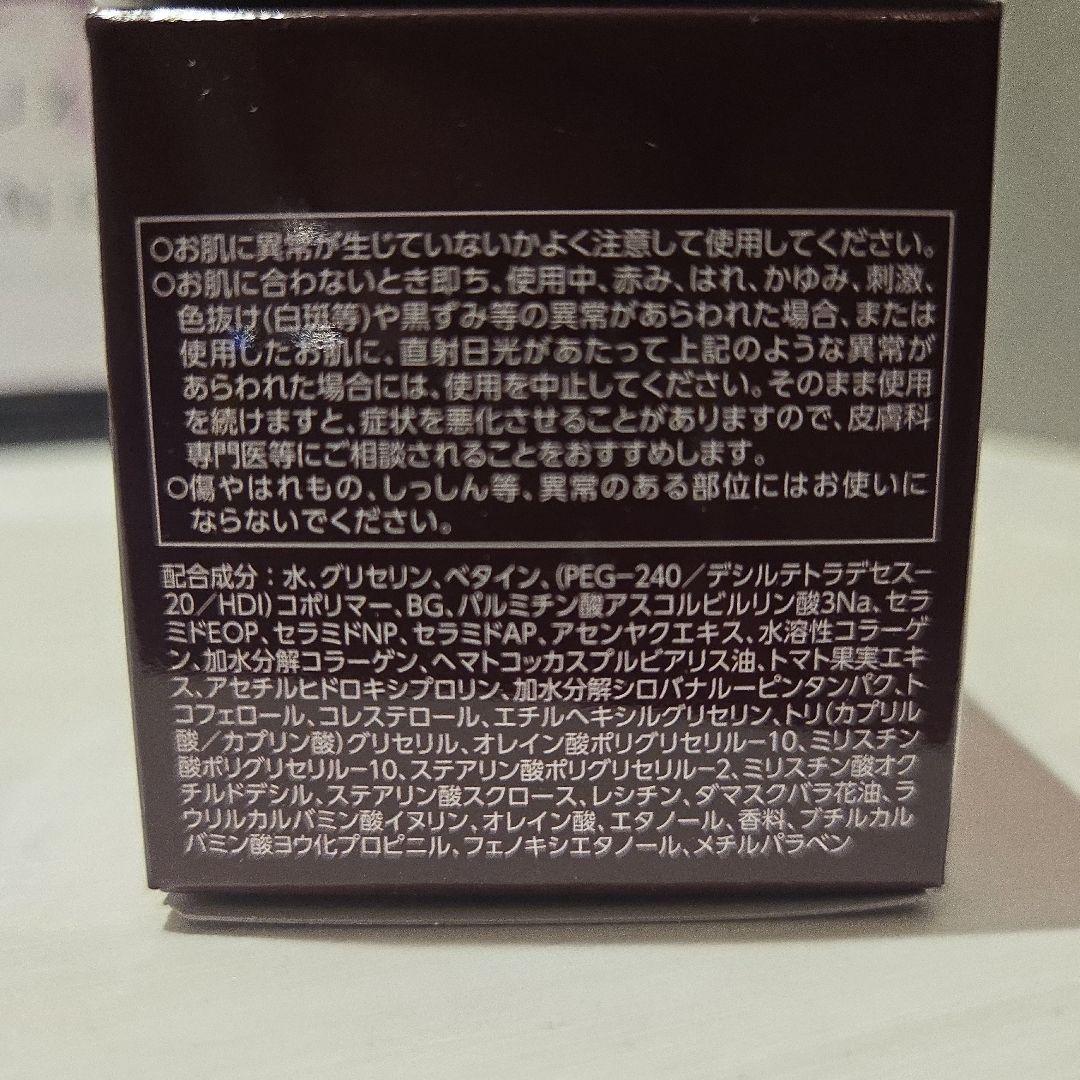 ○お肌に異常が生じていないかよく注意して使用してください。
○お肌に合わないとき即ち、使用中、赤み、はれ、かゆみ、刺激、
色抜け(白斑等)や黒ずみ等の異常があらわれた場合、または
使用したお肌に、直射日光があたって上記のような異常が
あらわれた場合には、使用を中止してください。そのまま使用
を続けますと、症状を悪化させることがありますので、皮膚科
専門医等にご相談されることをおすすめします。
○傷やはれもの、しっしん等、異常のある部位にはお使いに
ならないでください。
配合成分：水、グリセリン、ベタイン、(PEG-240／デシルテトラデセス-
20／HDI)コポリマー、BG、パルミチン酸アスコルビルリン酸3Na、セラ
ミドEOP、セラミドNP、セラミドAP、アセンヤクエキス、水溶性コラーゲ
ン、加水分解コラーゲン、ヘマトコッカスプルビアリス油、トマト果実エキ
ス、アセチルヒドロキシプロリン、加水分解シロバナルーピンタンパク、ト
コフェロール、コレステロール、エチルヘキシルグリセリン、トリ(カプリル
酸／カプリン酸)グリセリル、オレイン酸ポリグリセリル-10、ミリスチン
酸ポリグリセリル-10、ステアリン酸ポリグリセリル-2、ミリスチン酸オク
チルドデシル、ステアリン酸スクロース、レシチン、ダマスクバラ花油、ラ
ウリルカルバミン酸イヌリン、オレイン酸、エタノール、香料、ブチルカル
バミン酸ヨウ化プロピニル、フェノキシエタノール、メチルパラベン